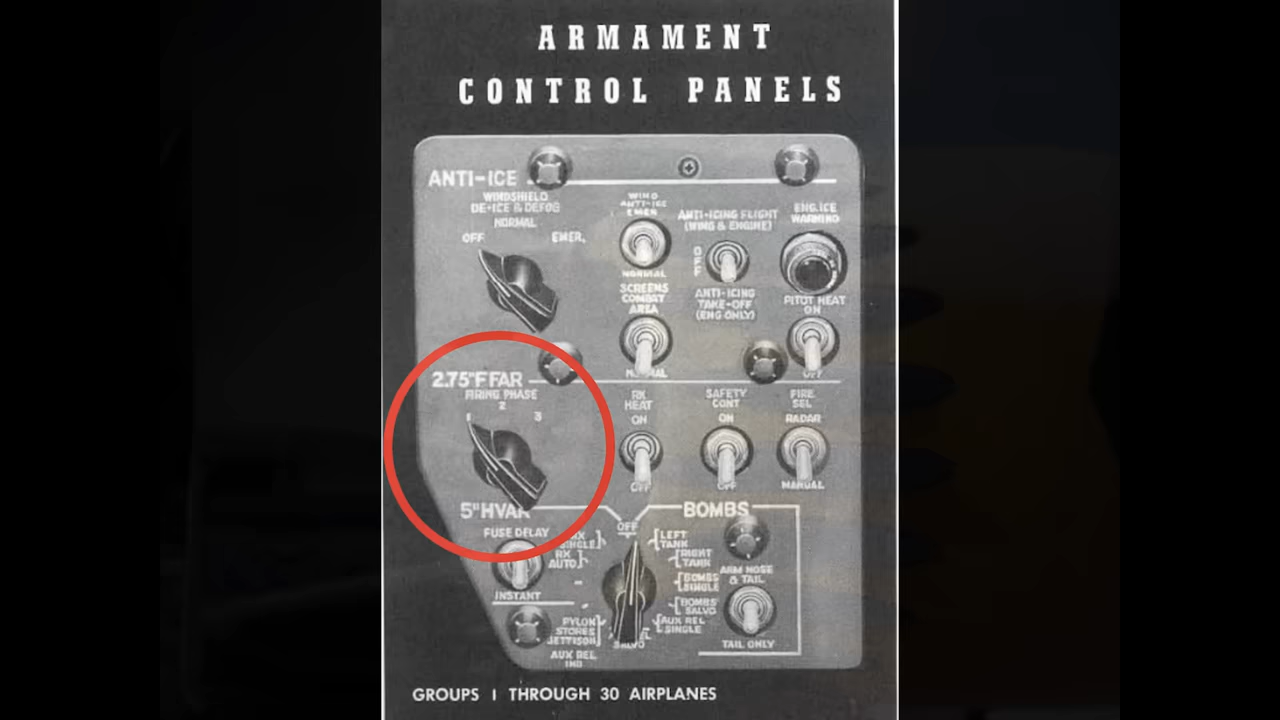 ARMAMENT
CONTROL PANELS
ANTI-ICE
WINDSHIELD
DE-ICE & DEFOG
NORMAL
OFF
EMER.
WING
ANTI-ICE
EMER
NORMAL
ANTI-ICING FLIGHT
(WING & ENGINE)
OFF
ANTI-ICING
TAKE-OFF
(ENG ONLY)
ENG. ICE
WARNING
SCREENS
COMBAT
AREA
NORMAL
PITOT HEAT
ON
OFF
2.75" FFAR
FIRING PHASE
1
2
3
RX
HEAT
ON
OFF
SAFETY
CONT
ON
OFF
FIRE
SEL
RADAR
MANUAL
5" HVAR
FUSE DELAY
INSTANT
RX
SINGLE
RX
AUTO
OFF
PYLON
STORES
JETTISON
AUX REL
IND
SALVO
BOMBS
LEFT
TANK
RIGHT
TANK
BOMBS
SINGLE
BOMBS
SALVO
AUX REL
SINGLE
ARM NOSE
& TAIL
TAIL ONLY
GROUPS 1 THROUGH 30 AIRPLANES